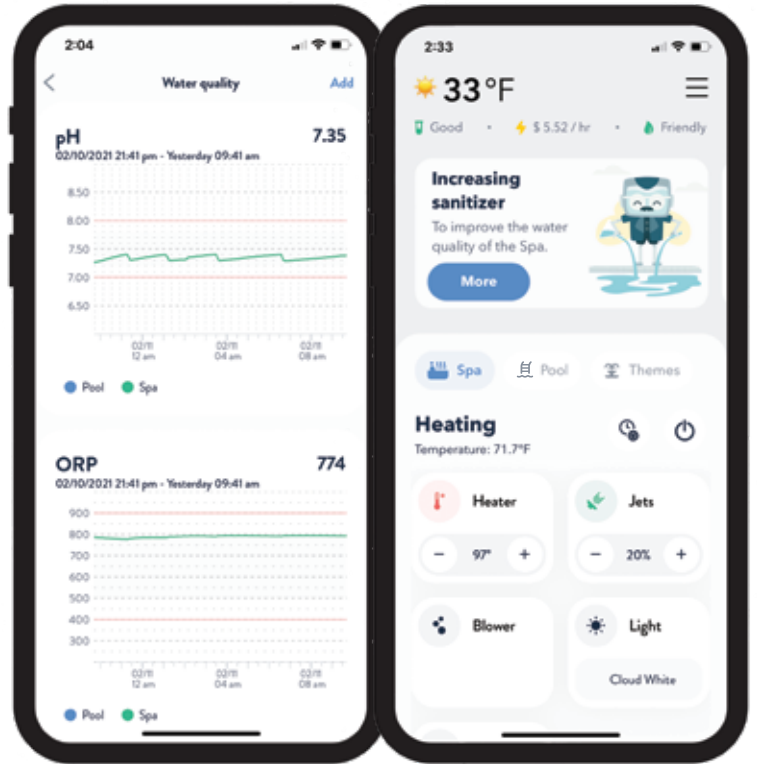 2:04
Water quality
Add
pH
7.35
02/10/2021 21:41 pm - Yesterday 09:41 am
8.50
8.00
7.50
7.00
6.50
02/11
12 am
02/11
04 am
02/11
08 am
Pool
Spa
ORP
774
02/10/2021 21:41 pm - Yesterday 09:41 am
900
800
700
600
500
400
300
02/11
12 am
02/11
04 am
02/11
08 am
Pool
Spa
2:33
33°F
Good · $ 5.52 / hr · Friendly
Increasing
sanitizer
To improve the water
quality of the Spa.
More
Spa
Pool
Themes
Heating
Temperature: 71.7°F
Heater
− 97° +
Jets
− 20% +
Blower
Light
Cloud White